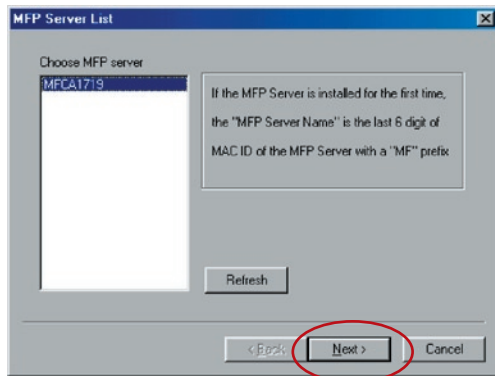 MFP Server List
Choose MFP server
MFCA1719
If the MFP Server is installed for the first time,
the "MFP Server Name" is the last 6 digit of
MAC ID of the MFP Server with a "MF" prefix
Refresh
< Back
Next >
Cancel